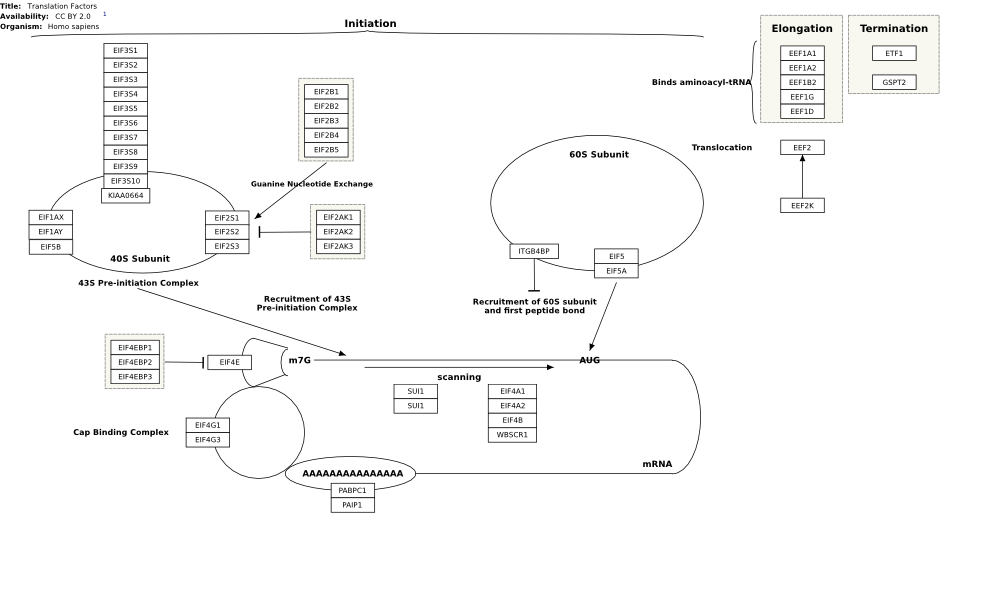 Title: Translation Factors
Availability: CC BY 2.0 1
Organism: Homo sapiens
Initiation
EIF3S1
EIF3S2
EIF3S3
EIF3S4
EIF3S5
EIF3S6
EIF3S7
EIF3S8
EIF3S9
EIF3S10
KIAA0664
EIF1AX
EIF1AY
EIF5B
EIF2S1
EIF2S2
EIF2S3
40S Subunit
43S Pre-initiation Complex
EIF2B1
EIF2B2
EIF2B3
EIF2B4
EIF2B5
Guanine Nucleotide Exchange
EIF2AK1
EIF2AK2
EIF2AK3
Recruitment of 43S
Pre-initiation Complex
60S Subunit
ITGB4BP
EIF5
EIF5A
Recruitment of 60S subunit
and first peptide bond
Elongation
Binds aminoacyl-tRNA
EEF1A1
EEF1A2
EEF1B2
EEF1G
EEF1D
Translocation
EEF2
EEF2K
Termination
ETF1
GSPT2
EIF4EBP1
EIF4EBP2
EIF4EBP3
EIF4E
m7G
AUG
scanning
SUI1
SUI1
EIF4A1
EIF4A2
EIF4B
WBSCR1
Cap Binding Complex
EIF4G1
EIF4G3
mRNA
AAAAAAAAAAAAAAA
PABPC1
PAIP1